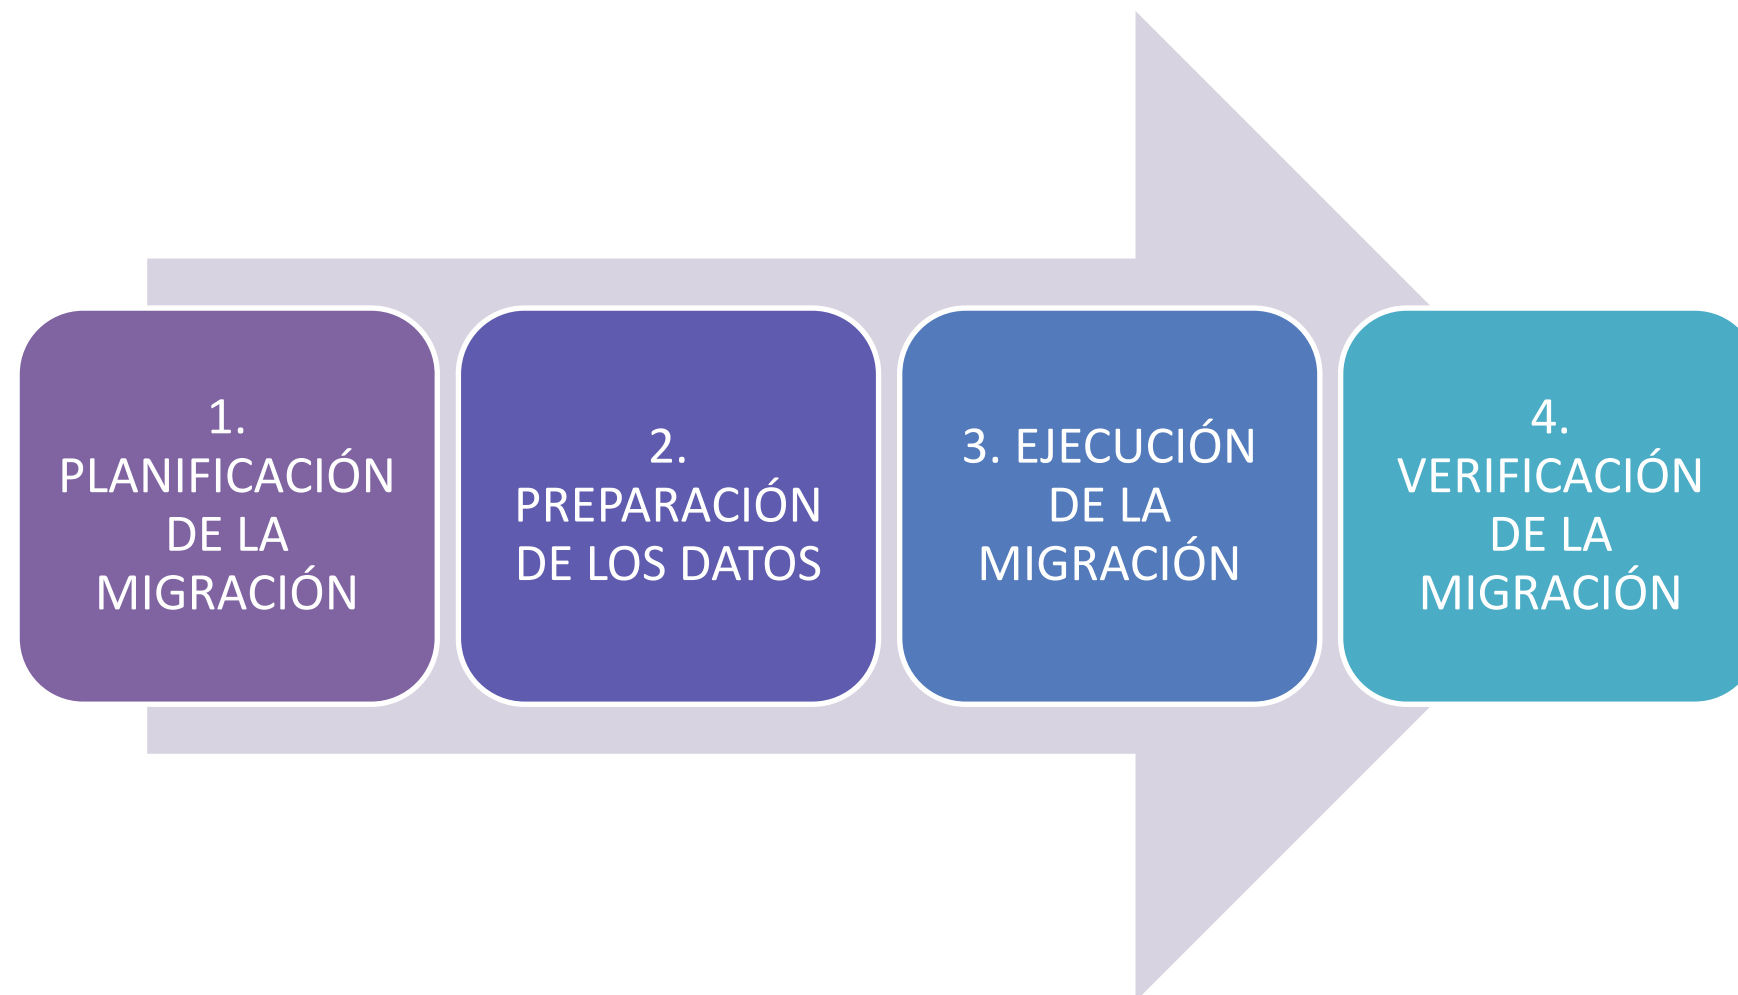 1.
PLANIFICACIÓN
DE LA
MIGRACIÓN
2.
PREPARACIÓN
DE LOS DATOS
3. EJECUCIÓN
DE LA
MIGRACIÓN
4.
VERIFICACIÓN
DE LA
MIGRACIÓN